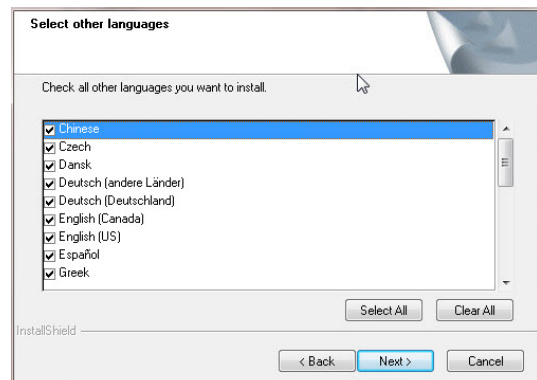 Select other languages
Check all other languages you want to install.
Chinese
Czech
Dansk
Deutsch (andere Länder)
Deutsch (Deutschland)
English (Canada)
English (US)
Español
Greek
Select All
Clear All
InstallShield
< Back
Next >
Cancel